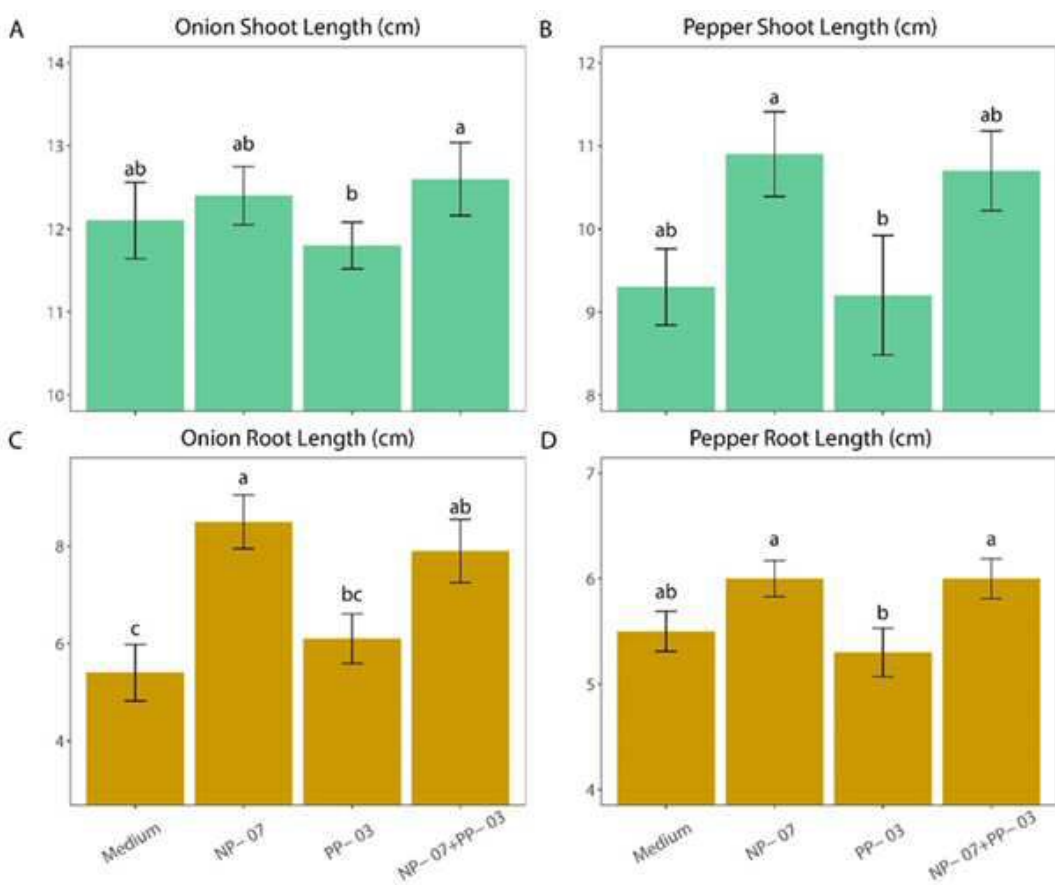 A
Onion Shoot Length (cm)
14
13
12
11
10
ab
ab
b
a
B
Pepper Shoot Length (cm)
12
11
10
9
8
ab
a
b
ab
C
Onion Root Length (cm)
8
6
4
c
a
bc
ab
Medium
NP– 07
PP– 03
NP– 07+PP– 03
D
Pepper Root Length (cm)
7
6
5
4
ab
a
b
a
Medium
NP– 07
PP– 03
NP– 07+PP– 03